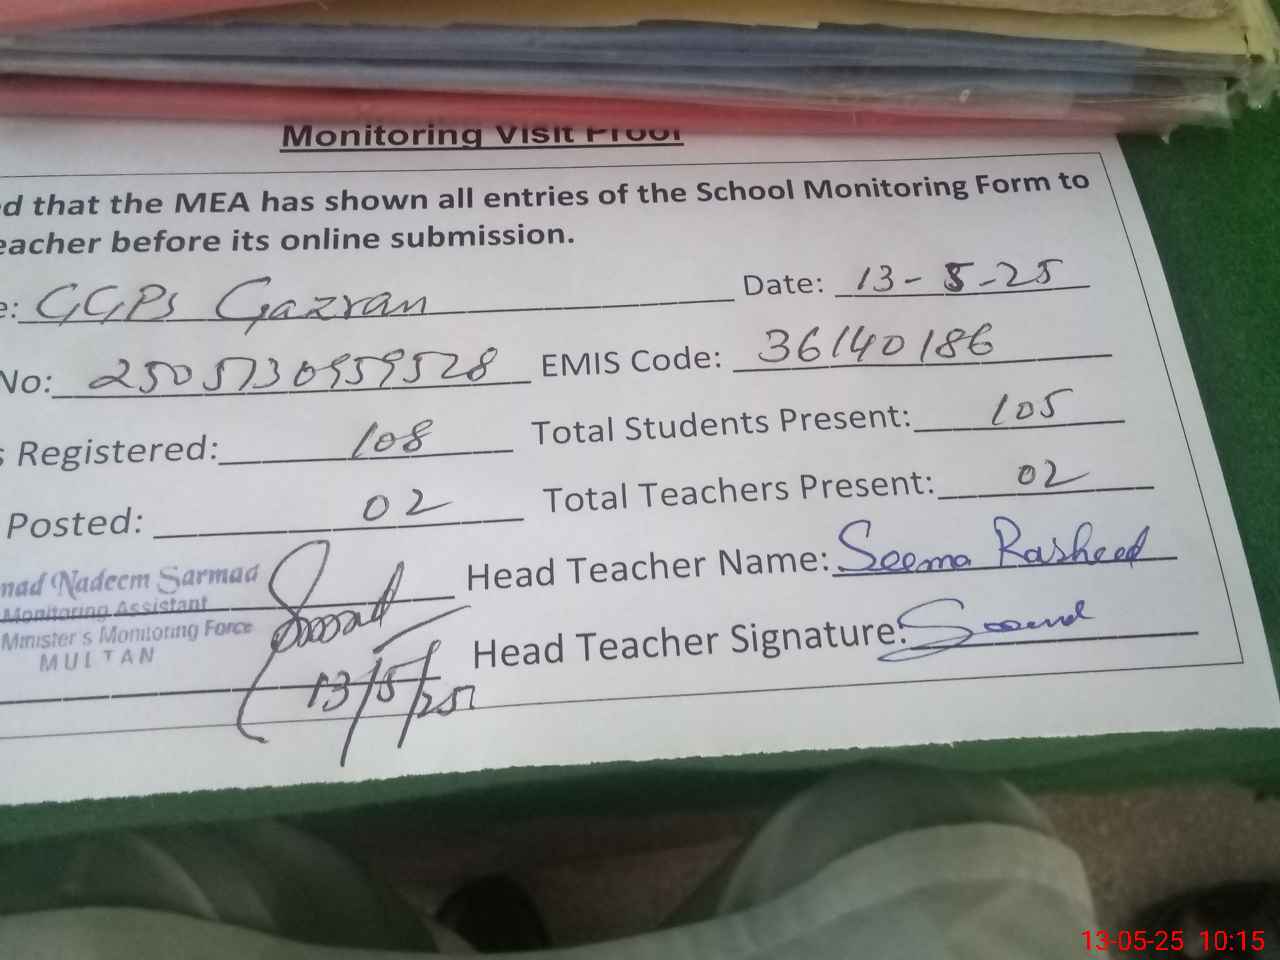 Monitoring Visit Proof
ed that the MEA has shown all entries of the School Monitoring Form to
eacher before its online submission.
e: GGPS Gazran Date: 13-5-25
No: 2505730959528 EMIS Code: 36140186
s Registered: 108 Total Students Present: 105
Posted: 02 Total Teachers Present: 02
mad Nadeem Sarmad Head Teacher Name: Seema Rasheed
Monitoring Assistant
Minister's Monitoring Force Head Teacher Signature:
MULTAN
13/5/25
13-05-25 10:15